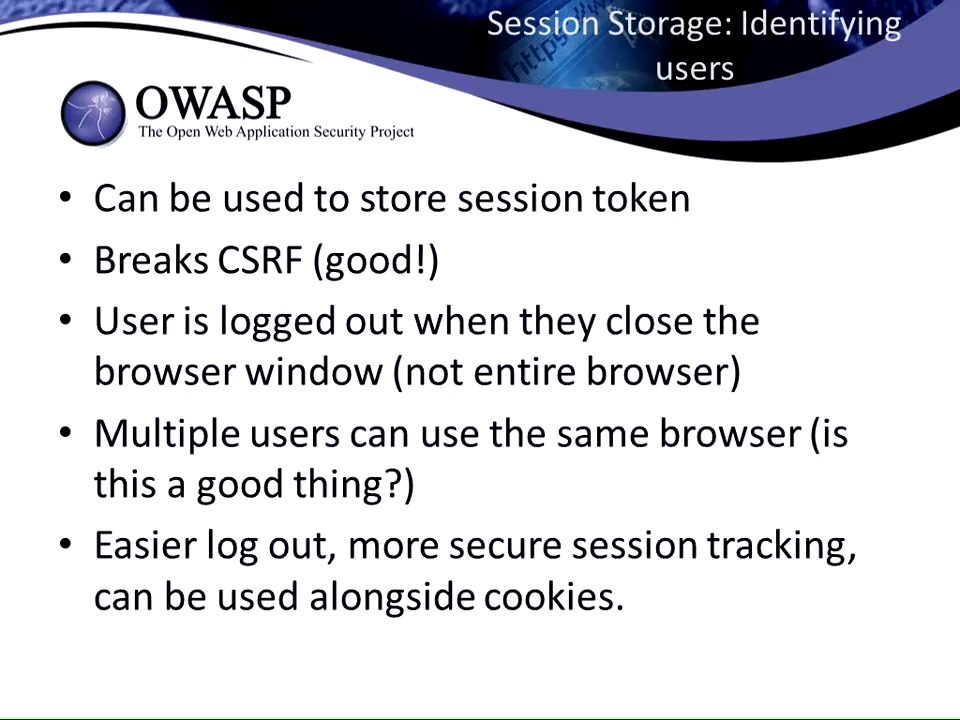 Session Storage: Identifying
users
http
OWASP
The Open Web Application Security Project
• Can be used to store session token
• Breaks CSRF (good!)
• User is logged out when they close the
browser window (not entire browser)
• Multiple users can use the same browser (is
this a good thing?)
• Easier log out, more secure session tracking,
can be used alongside cookies.